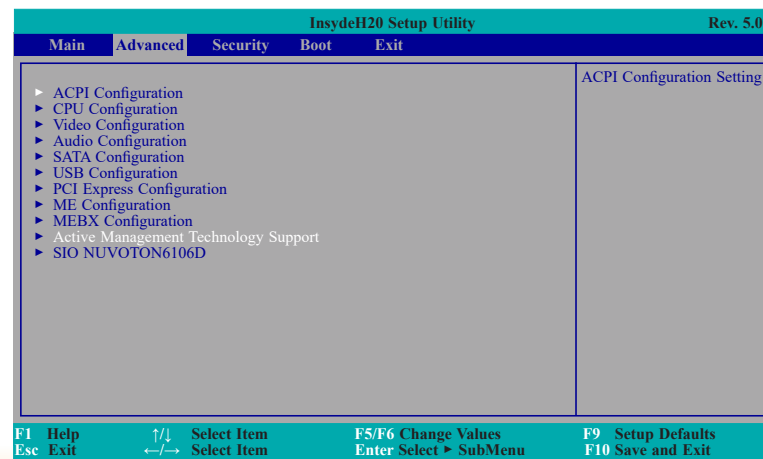 InsydeH20 Setup Utility Rev. 5.0
Main Advanced Security Boot Exit
► ACPI Configuration
► CPU Configuration
► Video Configuration
► Audio Configuration
► SATA Configuration
► USB Configuration
► PCI Express Configuration
► ME Configuration
► MEBX Configuration
► Active Management Technology Support
► SIO NUVOTON6106D
ACPI Configuration Setting
F1 Help ↑/↓ Select Item F5/F6 Change Values F9 Setup Defaults
Esc Exit ←/→ Select Item Enter Select ► SubMenu F10 Save and Exit